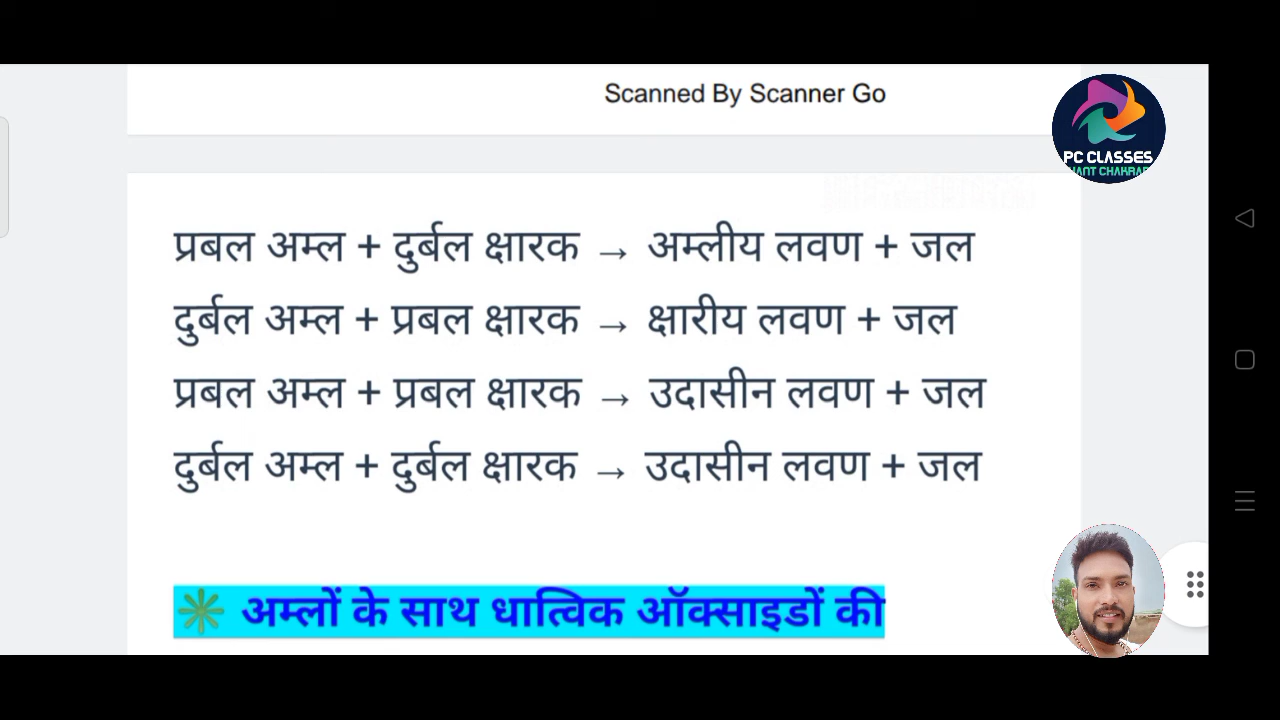 Scanned By Scanner Go
PC CLASSES
प्रबल अम्ल + दुर्बल क्षारक → अम्लीय लवण + जल
दुर्बल अम्ल + प्रबल क्षारक → क्षारीय लवण + जल
प्रबल अम्ल + प्रबल क्षारक → उदासीन लवण + जल
दुर्बल अम्ल + दुर्बल क्षारक → उदासीन लवण + जल
✳ अम्लों के साथ धात्विक ऑक्साइडों की